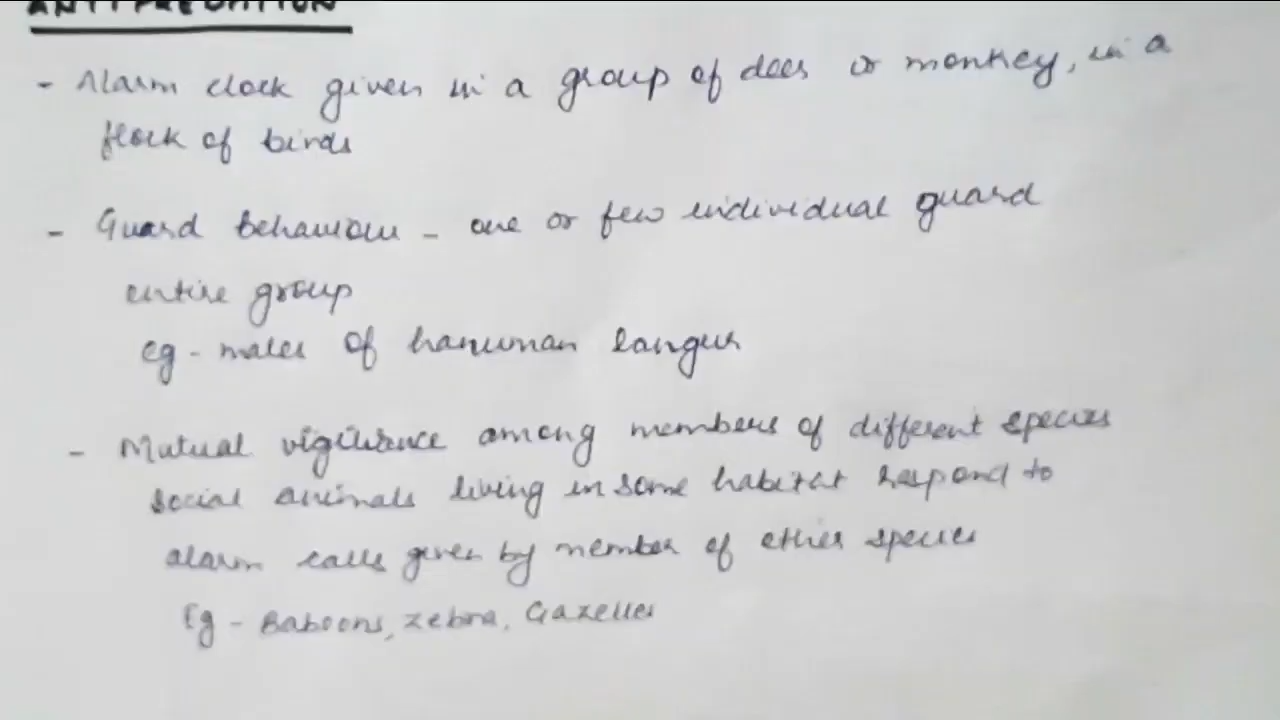 ANTIPREDATION
- Alarm clock given in a group of deer or monkey, in a
flock of birds
- Guard behaviour - one or few individual guard
entire group
eg - males of hanuman langur
- Mutual vigilance among members of different species
social animals living in same habitat respond to
alarm calls given by member of other species
Eg - Baboons, zebra, Gazelles